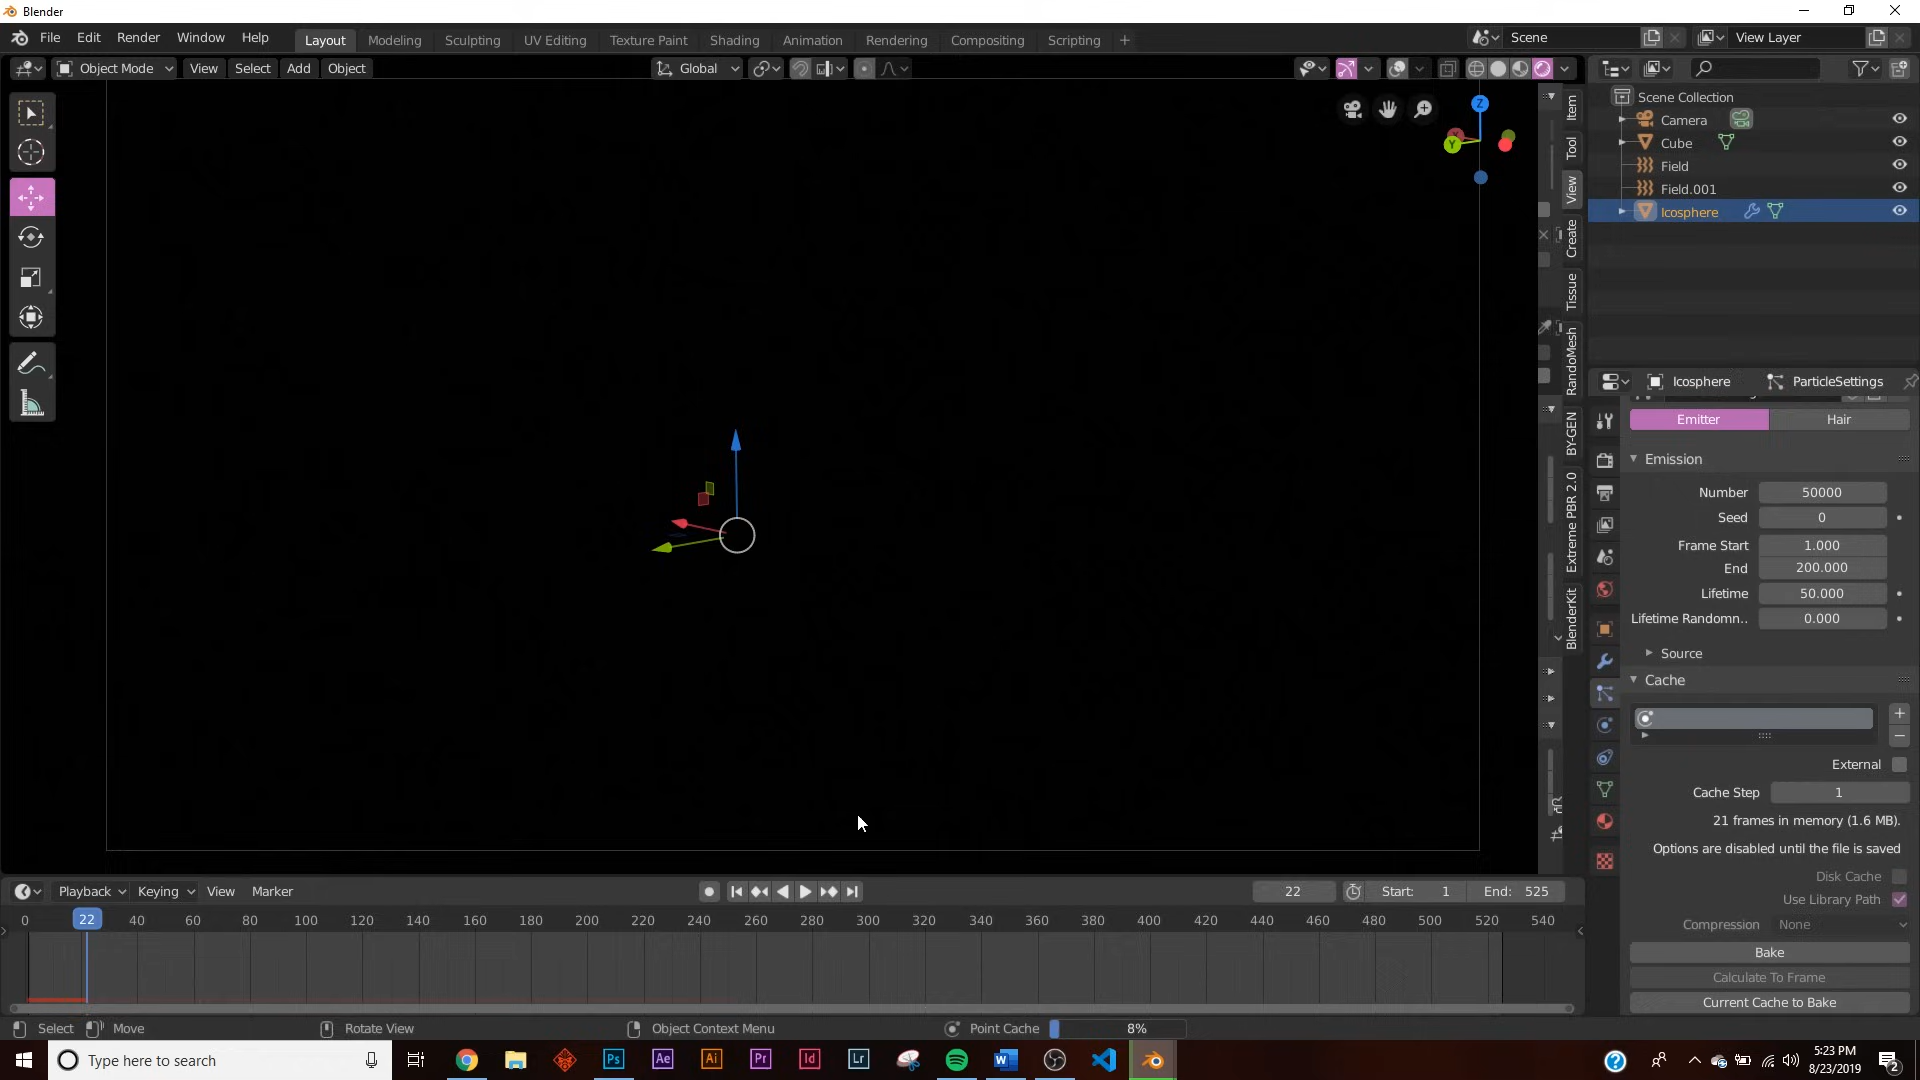 Blender
File Edit Render Window Help
Layout Modeling Sculpting UV Editing Texture Paint Shading Animation Rendering Compositing Scripting +
Scene
View Layer
Object Mode View Select Add Object
Global
Z
Y
Item
Tool
View
Create
Tissue
RandoMesh
BY-GEN
Extreme PBR 2.0
BlenderKit
Scene Collection
Camera
Cube
Field
Field.001
Icosphere
Icosphere ParticleSettings
Emitter Hair
Emission
Number 50000
Seed 0
Frame Start 1.000
End 200.000
Lifetime 50.000
Lifetime Randomn.. 0.000
Source
Cache
External
Cache Step 1
21 frames in memory (1.6 MB).
Options are disabled until the file is saved
Disk Cache
Use Library Path
Compression None
Bake
Calculate To Frame
Current Cache to Bake
Playback Keying View Marker
22 Start: 1 End: 525
0 22 40 60 80 100 120 140 160 180 200 220 240 260 280 300 320 340 360 380 400 420 440 460 480 500 520 540
Select Move Rotate View Object Context Menu Point Cache 8%
Type here to search
Ps Ae Ai Pr Id Lr
5:23 PM
8/23/2019
2